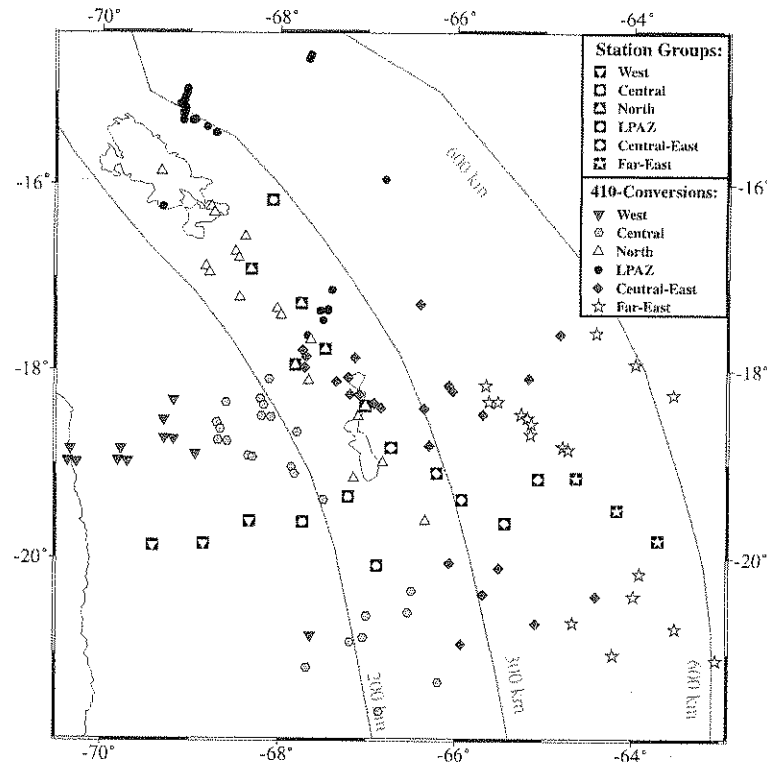 -70°
-68°
-66°
-64°
Station Groups:
West
Central
North
LPAZ
Central-East
Far-East
600 km
-16°
-16°
410-Conversions:
West
Central
North
LPAZ
Central-East
Far-East
-18°
-18°
-20°
-20°
200 km
300 km
600 km
-70°
-68°
-66°
-64°